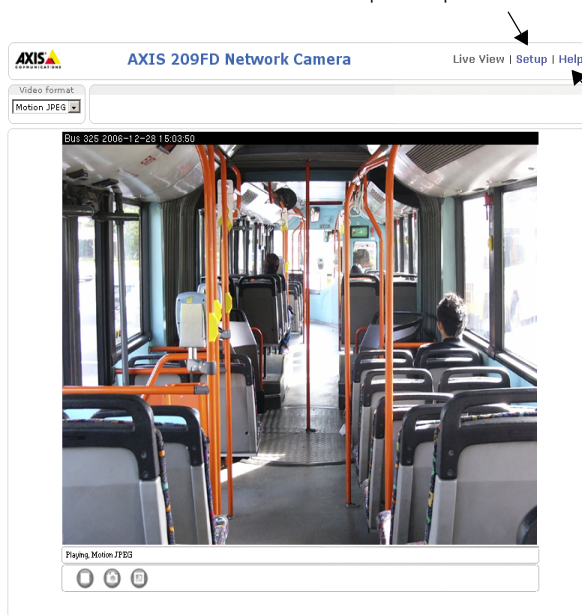 AXIS
COMMUNICATIONS
AXIS 209FD Network Camera
Live View | Setup | Help
Video format
Motion JPEG
Bus 325 2006-12-28 15:03:50
Playing, Motion JPEG